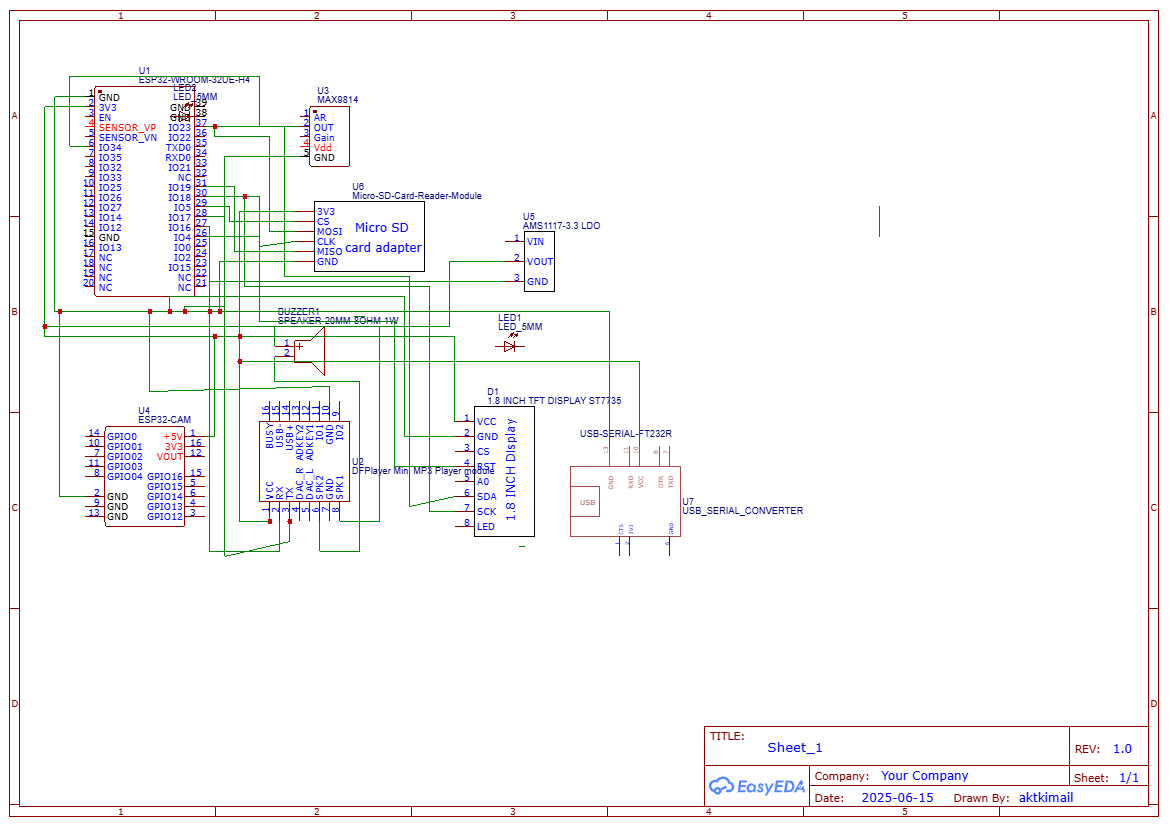 1 2 3 4 5
A
B
C
D
A
B
C
D
1 2 3 4 5
U1
ESP32-WROOM-32UE-H4
LED2
LED_5MM
1 GND
2 3V3
3 EN
4 SENSOR_VP
5 SENSOR_VN
6 IO34
7 IO35
8 IO32
9 IO33
10 IO25
11 IO26
12 IO27
13 IO14
14 IO12
15 GND
16 IO13
17 NC
18 NC
19 NC
20 NC
GND 39
GND 38
IO23 37
IO22 36
TXD0 35
RXD0 34
IO21 33
NC 32
IO19 31
IO18 30
IO5 29
IO17 28
IO16 27
IO4 26
IO0 25
IO2 24
IO15 23
NC 22
NC 21
U3
MAX9814
1 AR
2 OUT
3 Gain
4 Vdd
5 GND
U6
Micro-SD-Card-Reader-Module
3V3
CS
MOSI
CLK
MISO
GND
Micro SD
card adapter
U5
AMS1117-3.3 LDO
1 VIN
2 VOUT
3 GND
BUZZER1
SPEAKER 20MM 8OHM 1W
1 +
2
LED1
LED_5MM
U4
ESP32-CAM
14 GPIO0
10 GPIO01
7 GPIO02
11 GPIO03
8 GPIO04
2 GND
9 GND
13 GND
+5V 1
3V3 16
VOUT 12
GPIO16 15
GPIO15 5
GPIO14 6
GPIO13 4
GPIO12 3
16 15 14 13 12 11 10 9
BUSY USB- USB+ ADKEY2 ADKEY1 IO1 GND IO2
VCC RX TX DAC_R DAC_L SPK2 GND SPK1
1 2 3 4 5 6 7 8
U2
DFPlayer Mini MP3 Player module
D1
1.8 INCH TFT DISPLAY ST7735
1 VCC
2 GND
3 CS
4 RST
5 A0
6 SDA
7 SCK
8 LED
1.8 INCH Display
USB-SERIAL-FT232R
13 11 10 8 7
GND RXD VCC DTR TXD
USB
CTS 3V3 GND
1 2 6
U7
USB_SERIAL_CONVERTER
TITLE:
Sheet_1
REV: 1.0
EasyEDA
Company: Your Company
Sheet: 1/1
Date: 2025-06-15 Drawn By: aktkimail